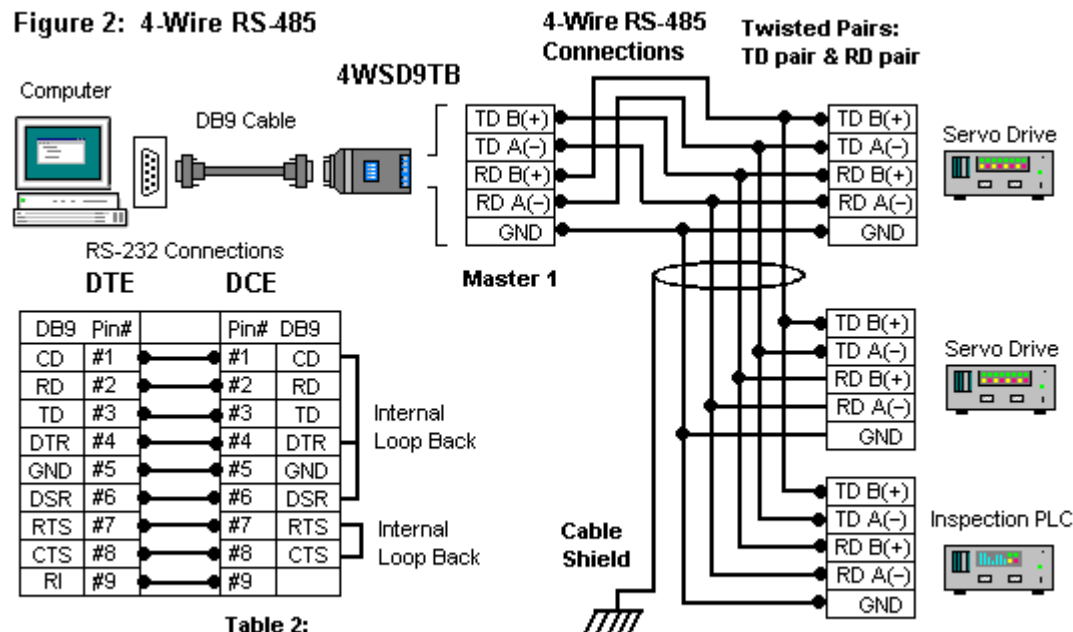 Figure 2: 4-Wire RS-485
4-Wire RS-485
Connections
Twisted Pairs:
TD pair & RD pair
Computer
DB9 Cable
4WSD9TB
TD B(+)
TD A(-)
RD B(+)
RD A(-)
GND
Master 1
TD B(+)
TD A(-)
RD B(+)
RD A(-)
GND
Servo Drive
RS-232 Connections
DTE DCE
DB9 Pin# Pin# DB9
CD #1 #1 CD
RD #2 #2 RD
TD #3 #3 TD
DTR #4 #4 DTR
GND #5 #5 GND
DSR #6 #6 DSR
RTS #7 #7 RTS
CTS #8 #8 CTS
RI #9 #9
Internal
Loop Back
Internal
Loop Back
TD B(+)
TD A(-)
RD B(+)
RD A(-)
GND
Servo Drive
TD B(+)
TD A(-)
RD B(+)
RD A(-)
GND
Inspection PLC
Cable
Shield
Table 2: